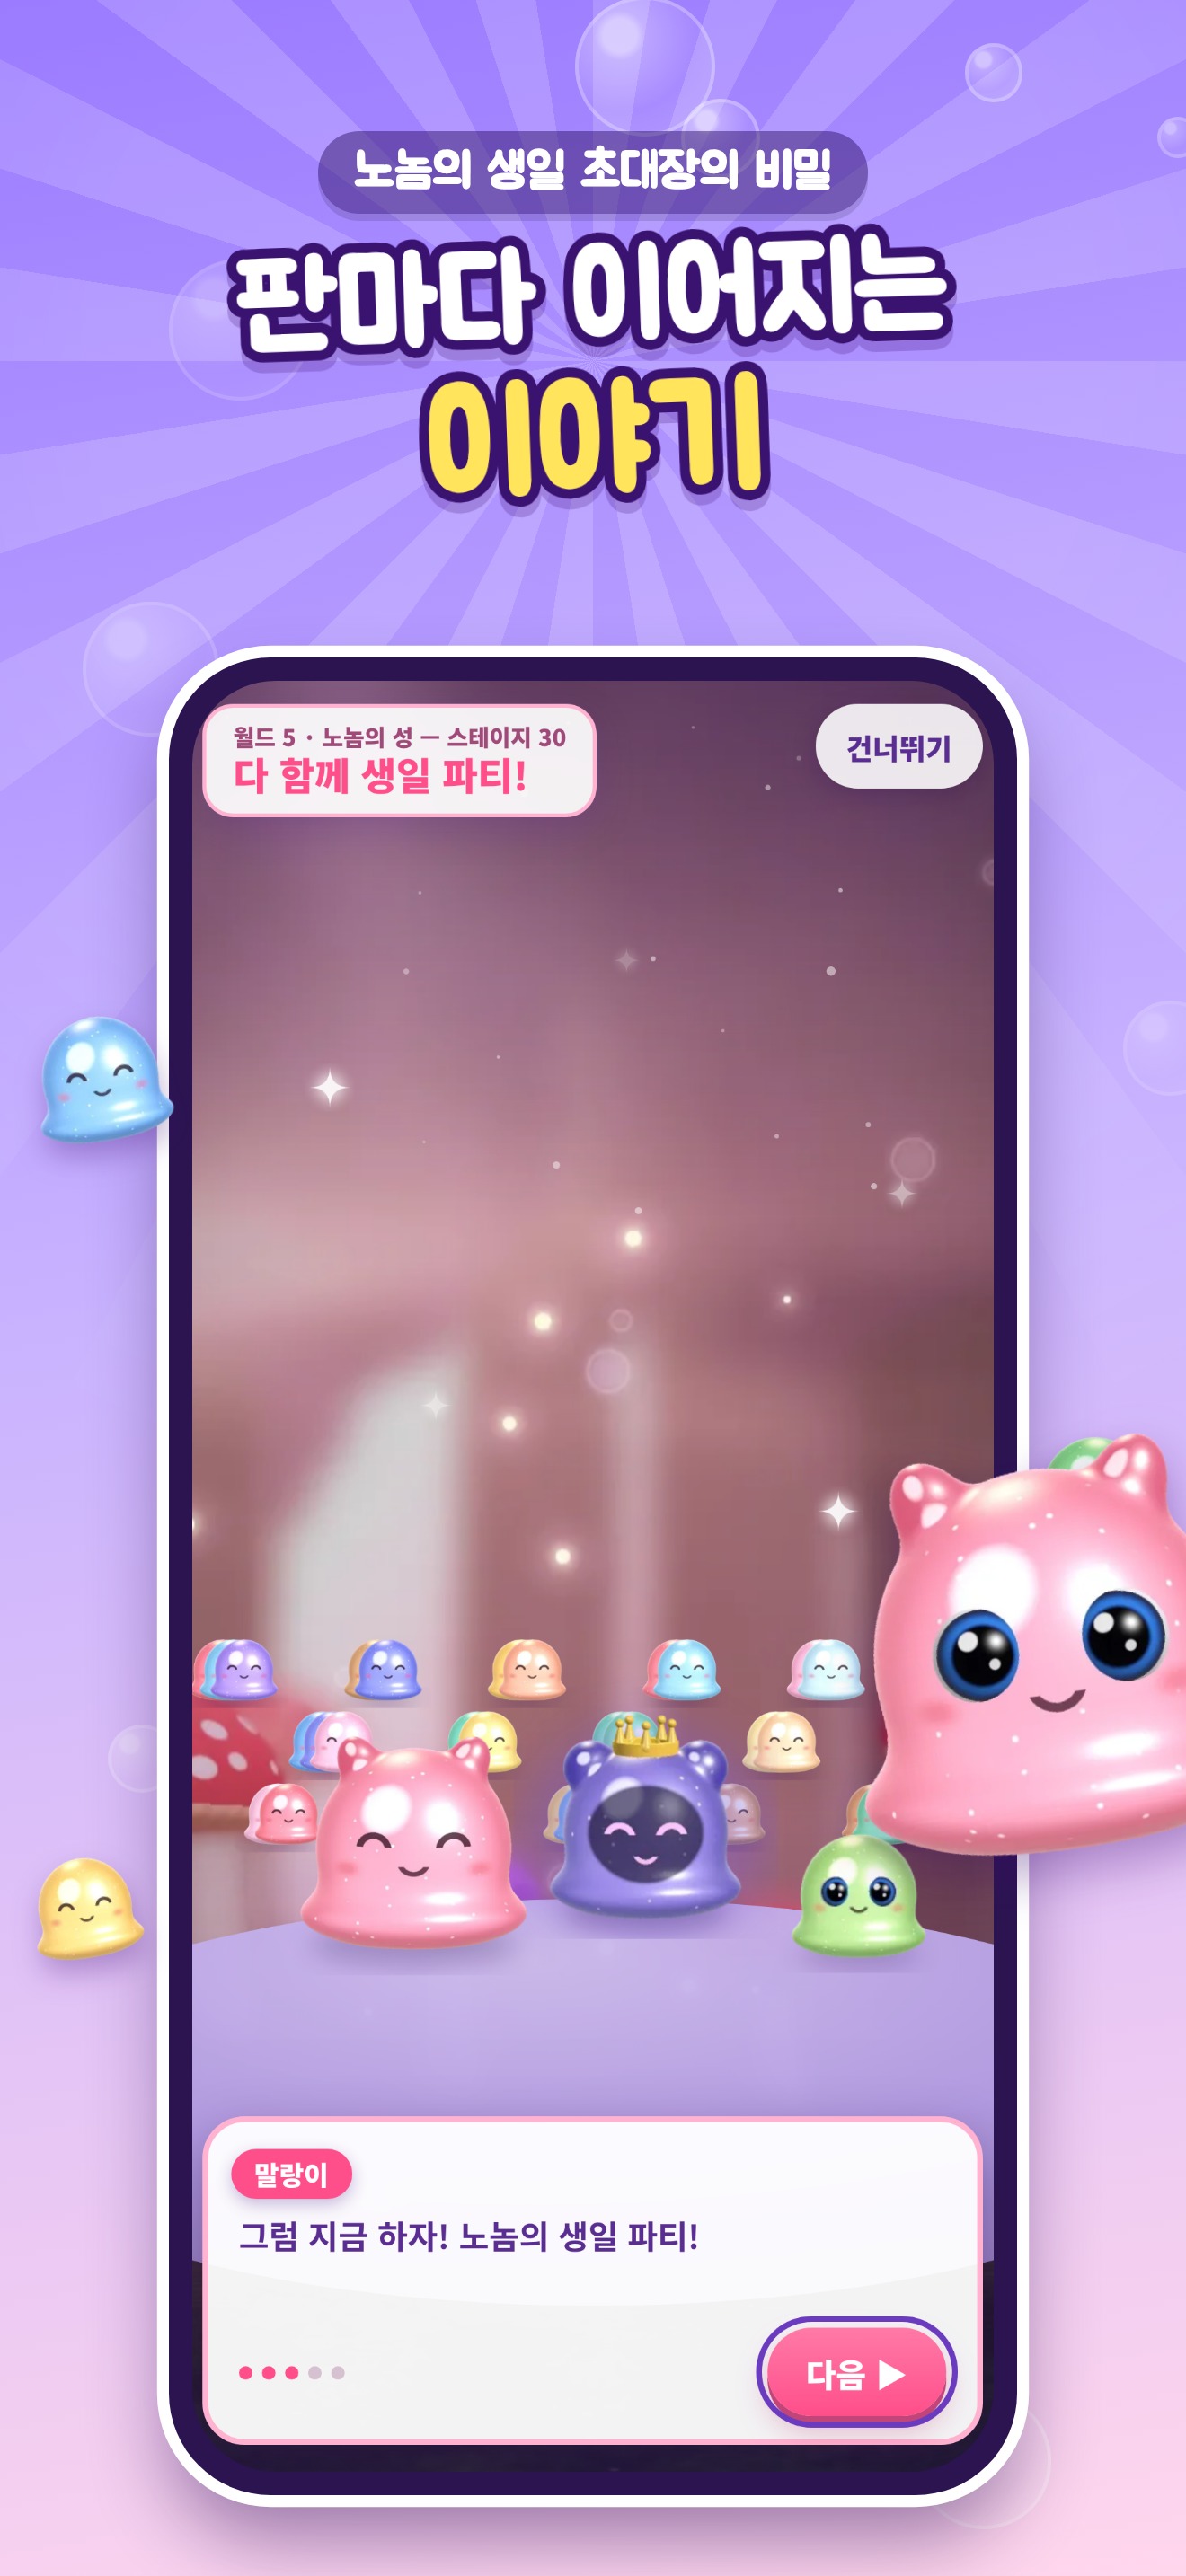 노놈의 생일 초대장의 비밀
판마다 이어지는
이야기
월드 5 · 노놈의 성 — 스테이지 30
다 함께 생일 파티!
건너뛰기
말랑이
그럼 지금 하자! 노놈의 생일 파티!
다음 ▶